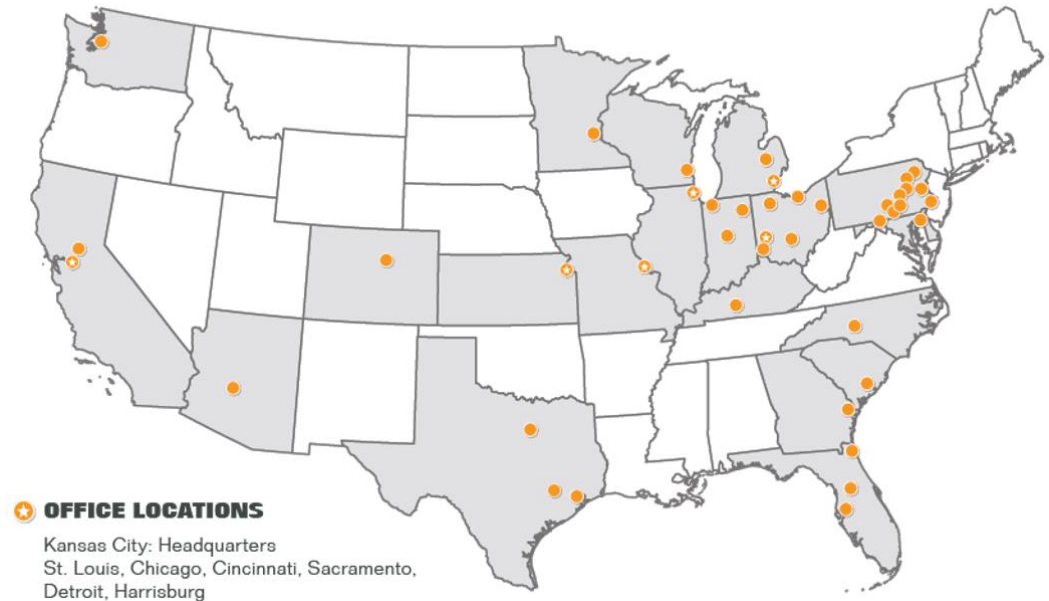 OFFICE LOCATIONS
Kansas City: Headquarters
St. Louis, Chicago, Cincinnati, Sacramento,
Detroit, Harrisburg